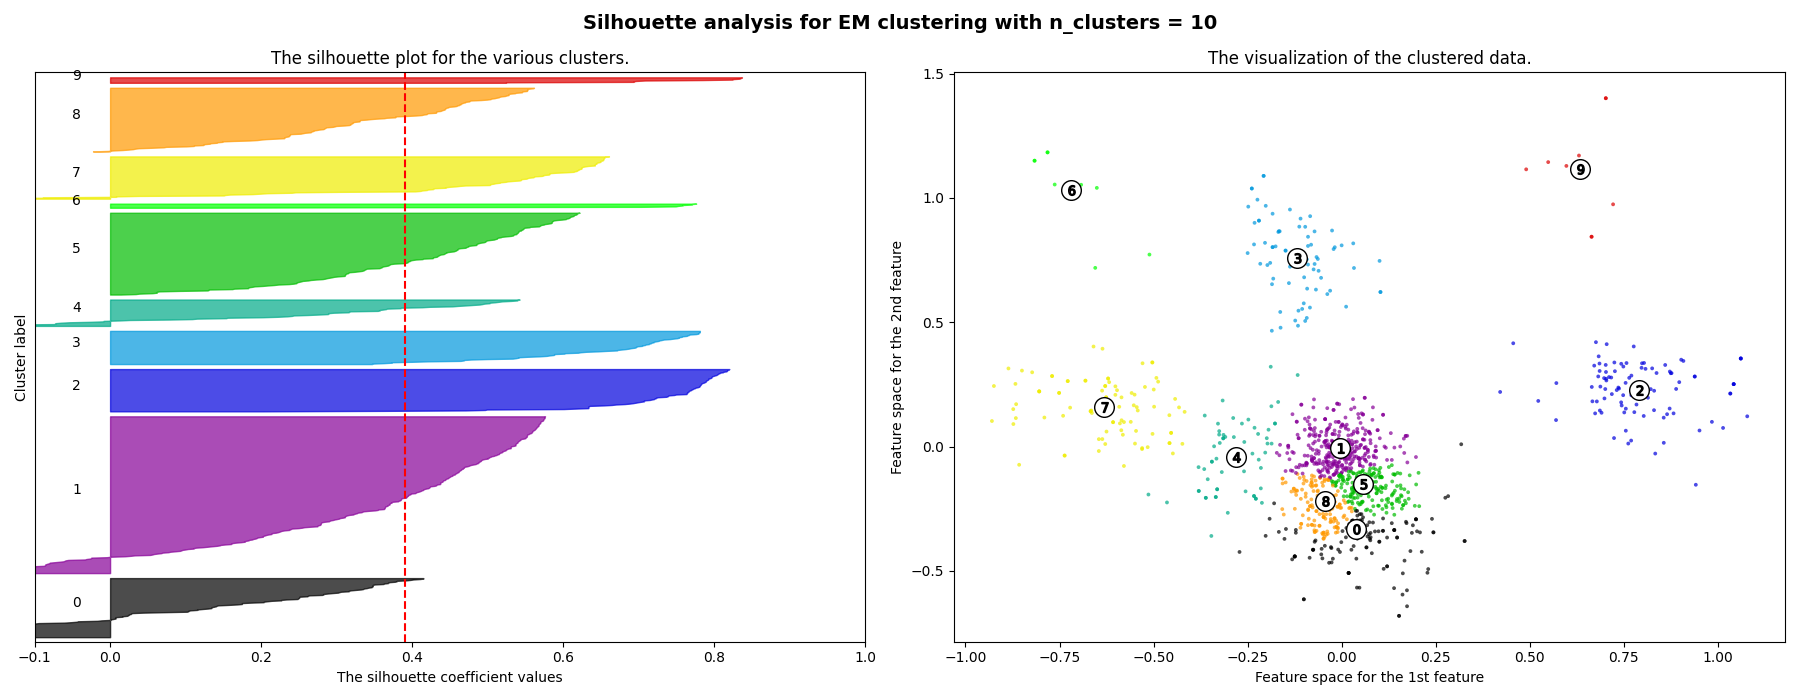 Silhouette analysis for EM clustering with n_clusters = 10
The silhouette plot for the various clusters.
9
8
7
6
5
4
3
2
1
0
Cluster label
−0.1 0.0 0.2 0.4 0.6 0.8 1.0
The silhouette coefficient values
The visualization of the clustered data.
1.5
1.0
0.5
0.0
−0.5
Feature space for the 2nd feature
6
9
3
7
2
4
1
5
8
0
−1.00 −0.75 −0.50 −0.25 0.00 0.25 0.50 0.75 1.00
Feature space for the 1st feature